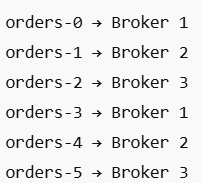 orders-0 → Broker 1
orders-1 → Broker 2
orders-2 → Broker 3
orders-3 → Broker 1
orders-4 → Broker 2
orders-5 → Broker 3